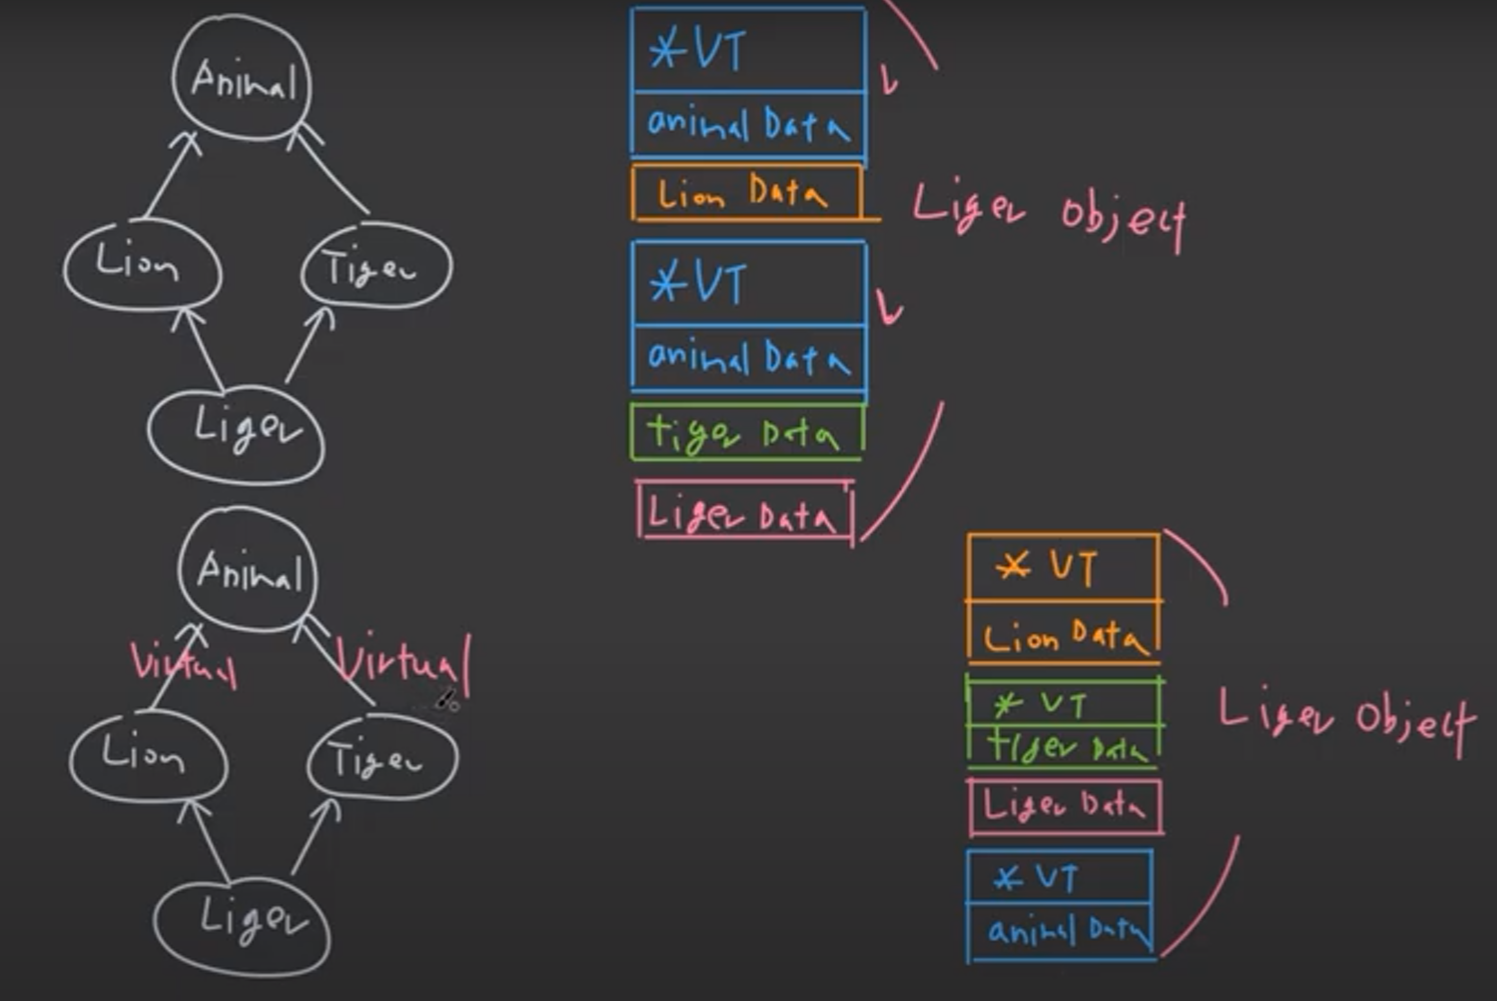 Animal
Lion
Tiger
Liger
*VT
animal Data
Lion Data
*VT
animal Data
tiger Data
Liger Data
Liger Object
Animal
Virtual
Virtual
Lion
Tiger
Liger
* VT
Lion Data
* VT
tiger Data
Liger Data
* VT
animal Data
Liger Object